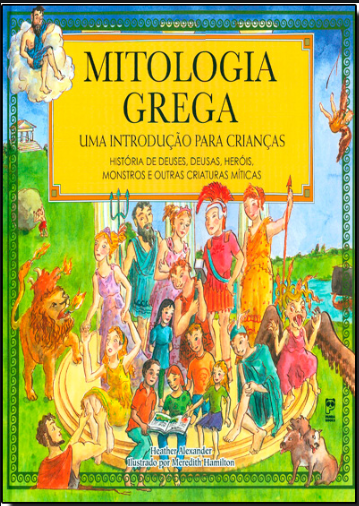 MITOLOGIA
GREGA
UMA INTRODUÇÃO PARA CRIANÇAS
HISTÓRIA DE DEUSES, DEUSAS, HERÓIS,
MONSTROS E OUTRAS CRIATURAS MÍTICAS
Heather Alexander
Ilustrado por Meredith Hamilton